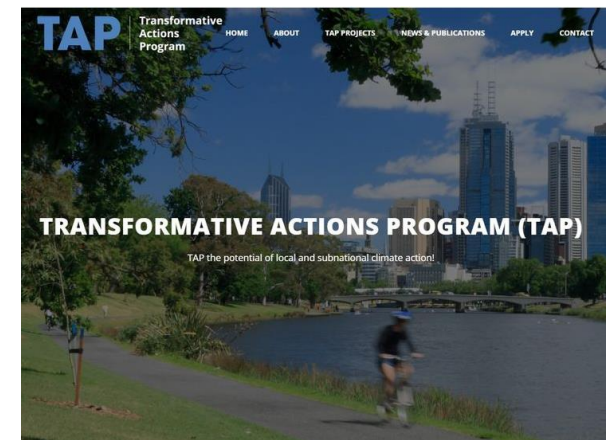 TAP
Transformative
Actions
Program
HOME ABOUT TAP PROJECTS NEWS & PUBLICATIONS APPLY CONTACT
TRANSFORMATIVE ACTIONS PROGRAM (TAP)
TAP the potential of local and subnational climate action!